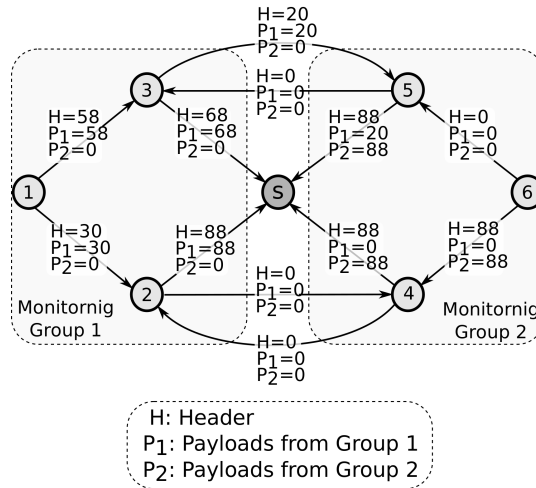 H=20
P1=20
P2=0
3
5
H=0
P1=0
P2=0
H=58
P1=58
P2=0
H=68
P1=68
P2=0
H=88
P1=20
P2=88
H=0
P1=0
P2=0
1
S
6
H=30
P1=30
P2=0
H=88
P1=88
P2=0
H=88
P1=0
P2=88
H=88
P1=0
P2=88
2
4
H=0
P1=0
P2=0
Monitornig
Group 1
Monitornig
Group 2
H=0
P1=0
P2=0
H: Header
P1: Payloads from Group 1
P2: Payloads from Group 2